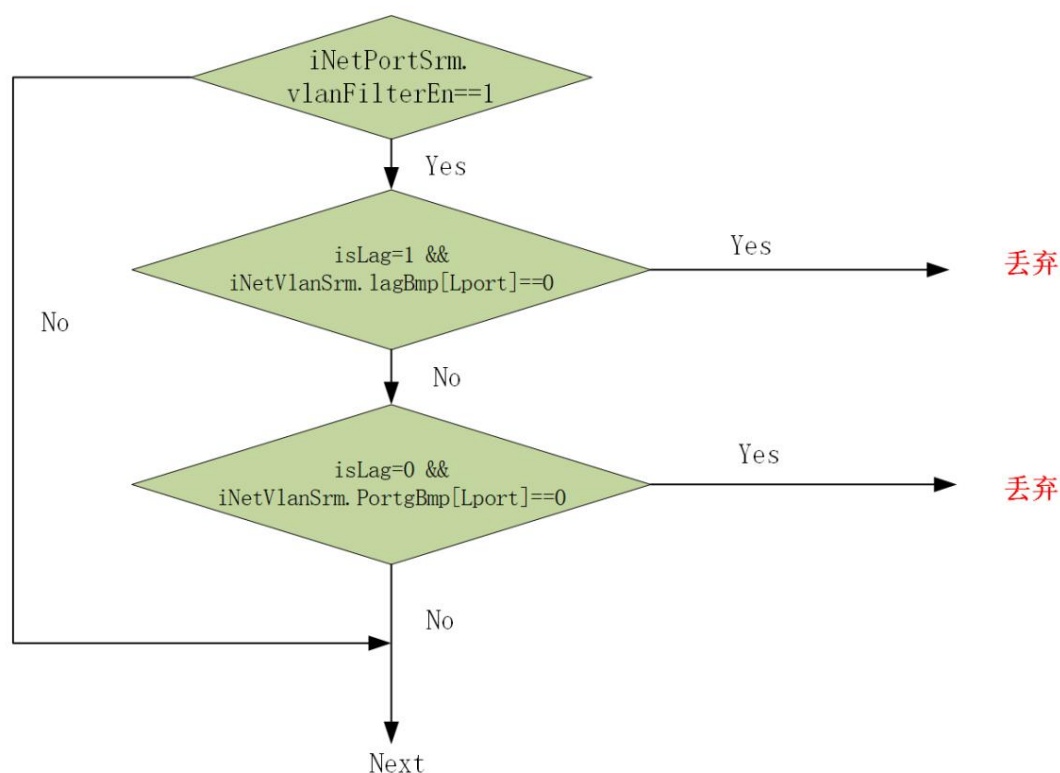 iNetPortSrm.
vlanFilterEn==1
Yes
isLag=1 &&
iNetVlanSrm.lagBmp[Lport]==0
Yes
丢弃
No
No
isLag=0 &&
iNetVlanSrm.PortgBmp[Lport]==0
Yes
丢弃
No
Next